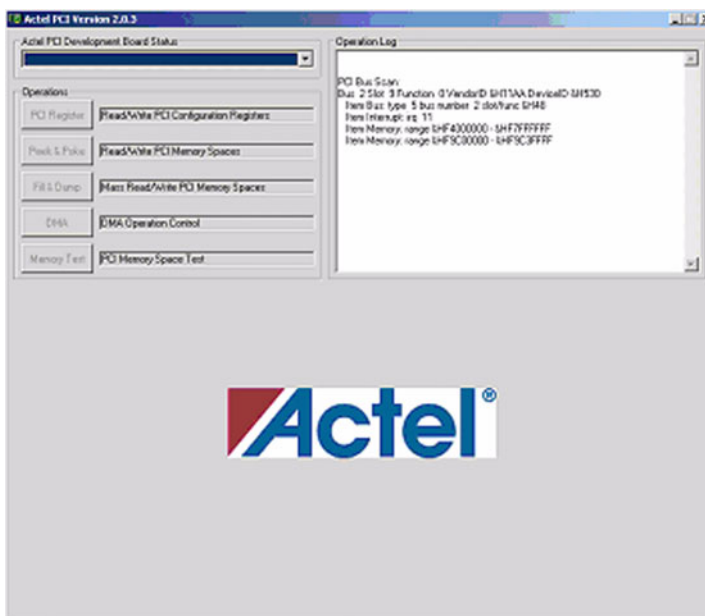 Actel PCI Version 2.0.3
Actel PCI Development Board Status
Operations
PCI Register Read/Write PCI Configuration Registers
Peek & Poke Read/Write PCI Memory Spaces
Fill & Dump Mass Read/Write PCI Memory Spaces
DMA DMA Operation Control
Memory Test PCI Memory Space Test
Operation Log
PCI Bus Scan:
Bus 2 Slot 9 Function 0 VendorID &H11AA DeviceID &H530
Item Bus: type 5 bus number 2 slot/func &H48
Item Interrupt: irq 11
Item Memory: range &HF4000000 - &HF7FFFFFF
Item Memory: range &HF9C00000 - &HF9C3FFFF
Actel®